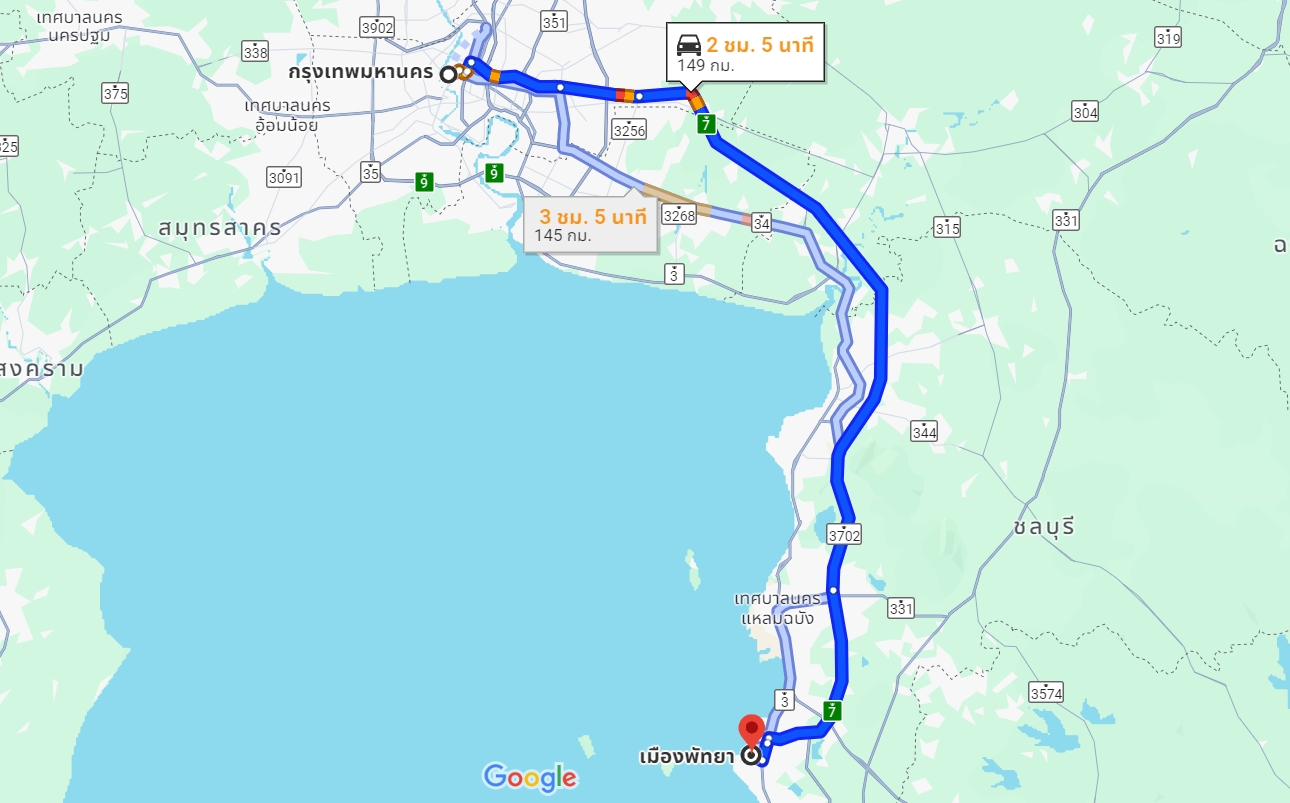 เทศบาลนคร
นครปฐม
3902
351
319
338
2 ชม. 5 นาที
149 กม.
กรุงเทพมหานคร
375
เทศบาลนคร
อ้อมน้อย
304
7
3256
325
35
3091
9
9
3 ชม. 5 นาที
145 กม.
3268
34
315
331
สมุทรสาคร
3
สงคราม
344
ชลบุรี
3702
เทศบาลนคร
แหลมฉบัง
331
3574
3
7
เมืองพัทยา
Google